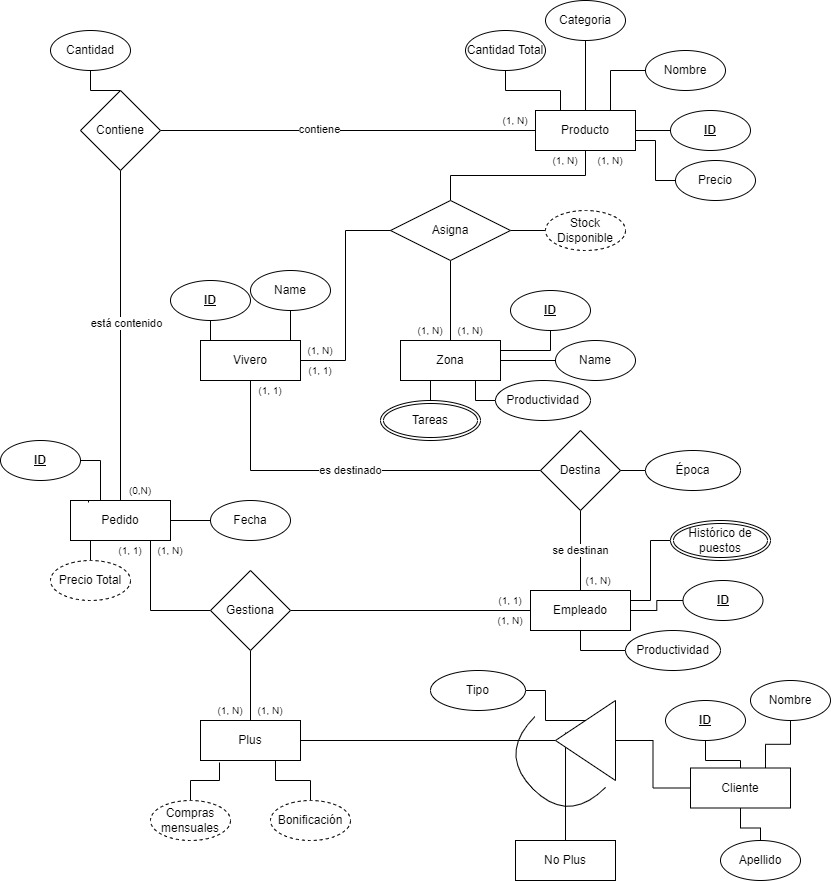 Categoria
Cantidad
Cantidad Total
Nombre
(1, N)
Contiene
contiene
Producto
ID
(1, N)
(1, N)
Precio
Asigna
Stock
Disponible
ID
Name
ID
está contenido
(1, N)
(1, N)
(1, N)
Vivero
(1, 1)
Zona
Name
(1, 1)
Productividad
Tareas
ID
es destinado
Destina
Época
(0,N)
Pedido
Fecha
Histórico de
puestos
(1, 1)
(1, N)
se destinan
Precio Total
(1, N)
(1, 1)
ID
Gestiona
Empleado
(1, N)
Productividad
Tipo
Nombre
(1, N)
(1, N)
ID
Plus
Cliente
Compras
mensuales
Bonificación
No Plus
Apellido